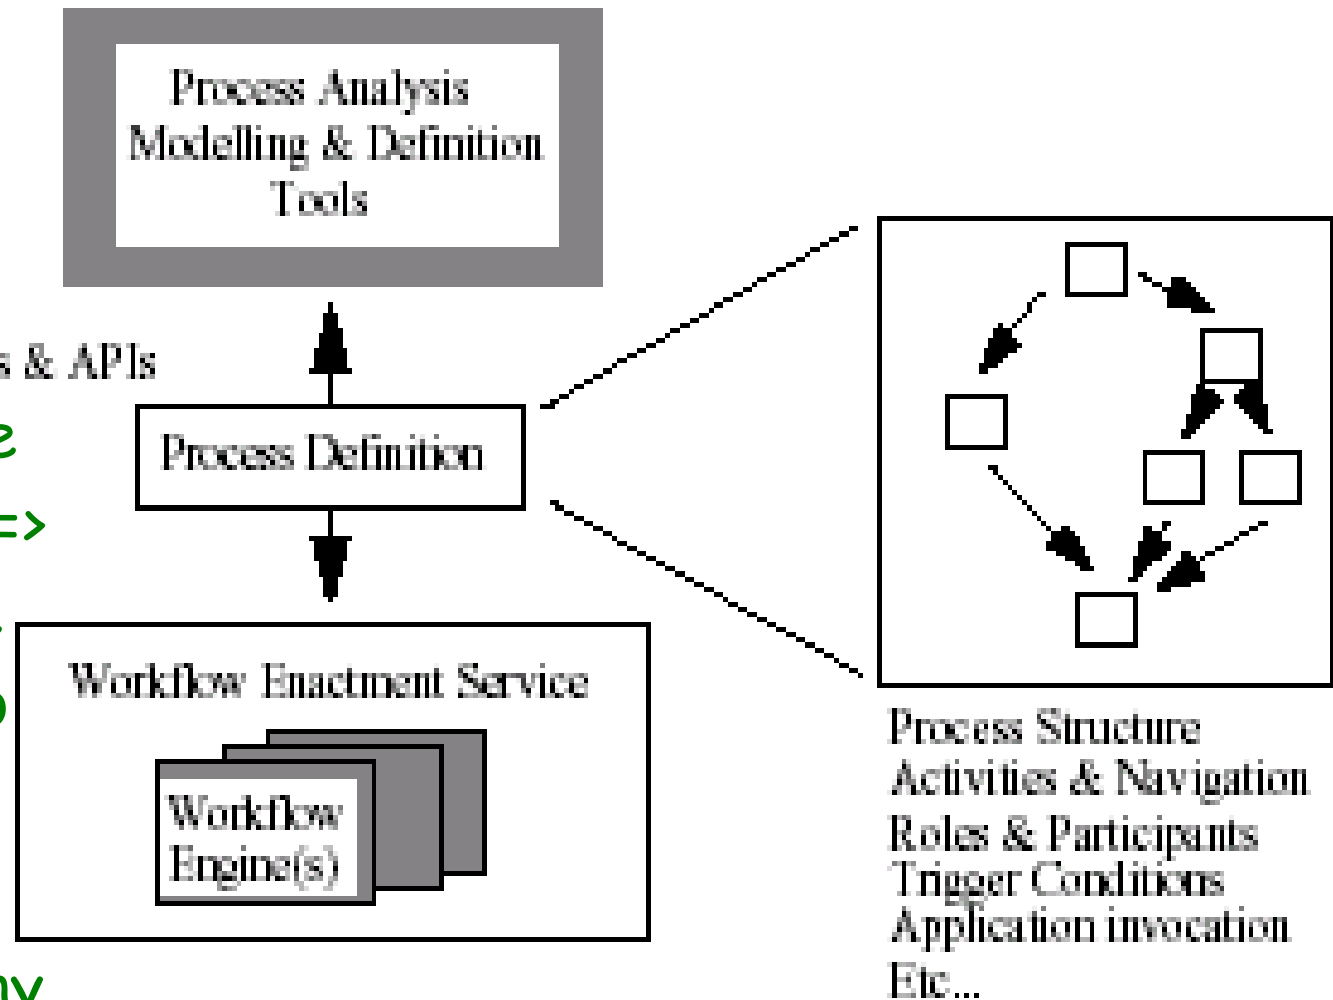 Process Analysis
Modelling & Definition
Tools
& APIs
Process Definition
=>
Workflow Enactment Service
Workflow
Engine(s)
Process Structure
Activities & Navigation
Roles & Participants
Trigger Conditions
Application invocation
Etc...